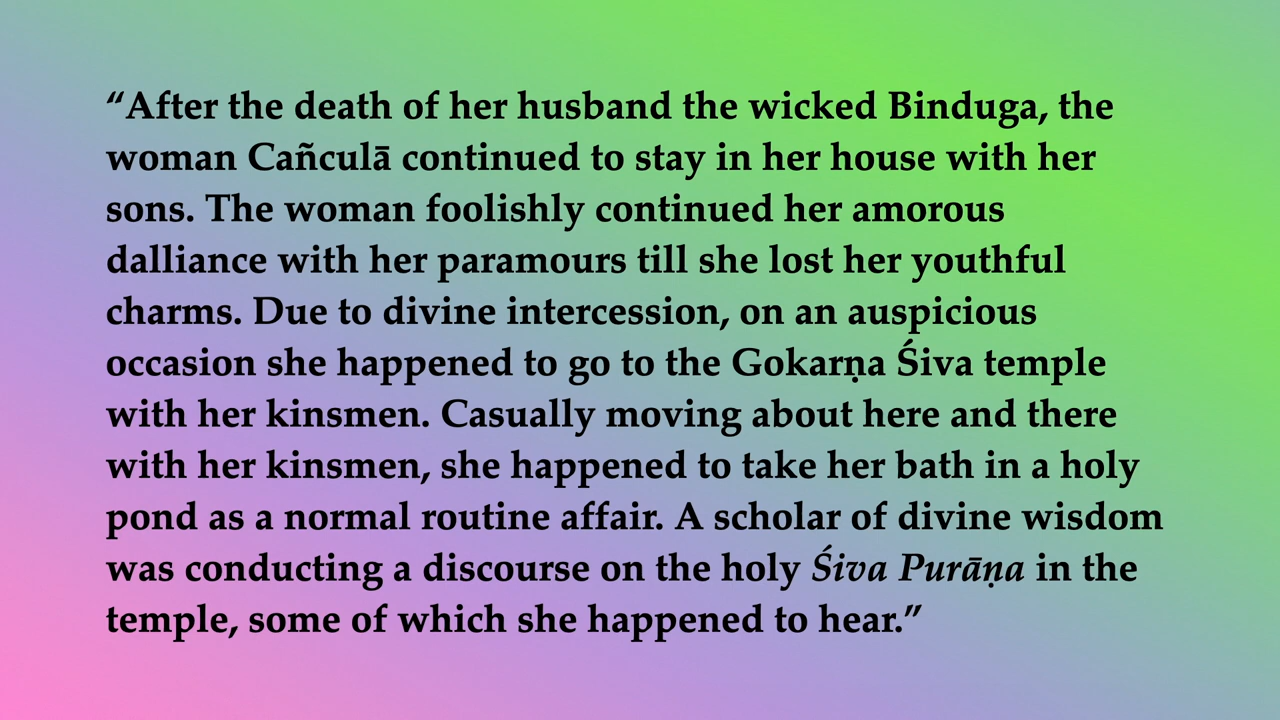 “After the death of her husband the wicked Binduga, the
woman Cañculā continued to stay in her house with her
sons. The woman foolishly continued her amorous
dalliance with her paramours till she lost her youthful
charms. Due to divine intercession, on an auspicious
occasion she happened to go to the Gokarṇa Śiva temple
with her kinsmen. Casually moving about here and there
with her kinsmen, she happened to take her bath in a holy
pond as a normal routine affair. A scholar of divine wisdom
was conducting a discourse on the holy Śiva Purāṇa in the
temple, some of which she happened to hear.”